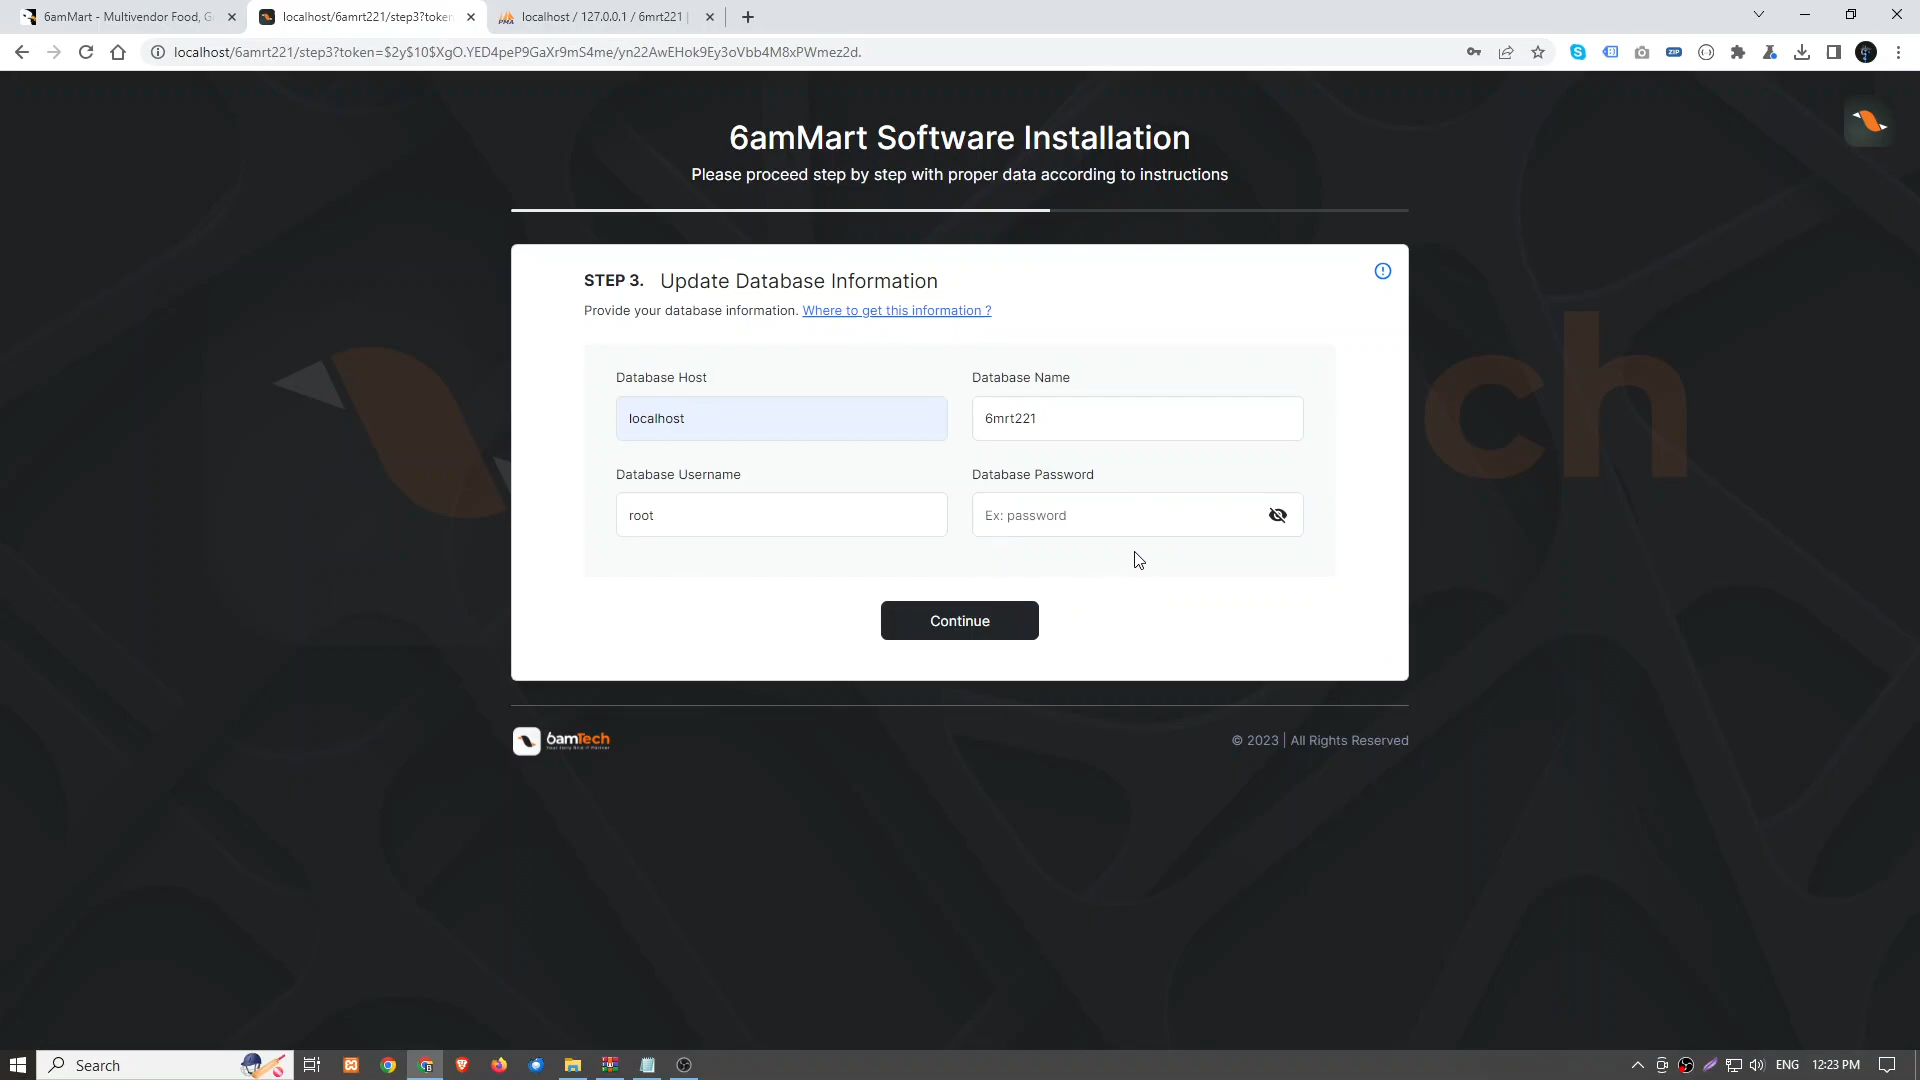 6amMart - Multivendor Food, G
localhost/6amrt221/step3?token
localhost / 127.0.0.1 / 6mrt221 |
localhost/6amrt221/step3?token=$2y$10$XgO.YED4peP9GaXr9mS4me/yn22AwEHok9Ey3oVbb4M8xPWmez2d.
6amMart Software Installation
Please proceed step by step with proper data according to instructions
STEP 3. Update Database Information
Provide your database information. Where to get this information ?
Database Host
Database Name
localhost
6mrt221
Database Username
Database Password
root
Ex: password
Continue
ch
6amTech
© 2023 | All Rights Reserved
Search
ENG
12:23 PM